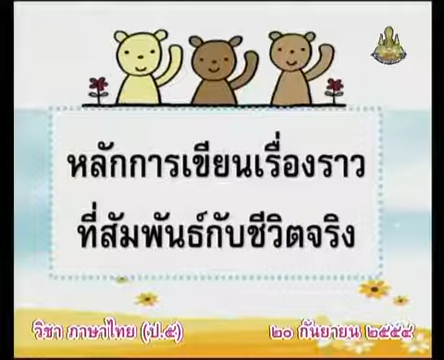 หลักการเขียนเรื่องราว
ที่สัมพันธ์กับชีวิตจริง
วิชา ภาษาไทย (ป.๕)
๒๐ กันยายน ๒๕๕๔